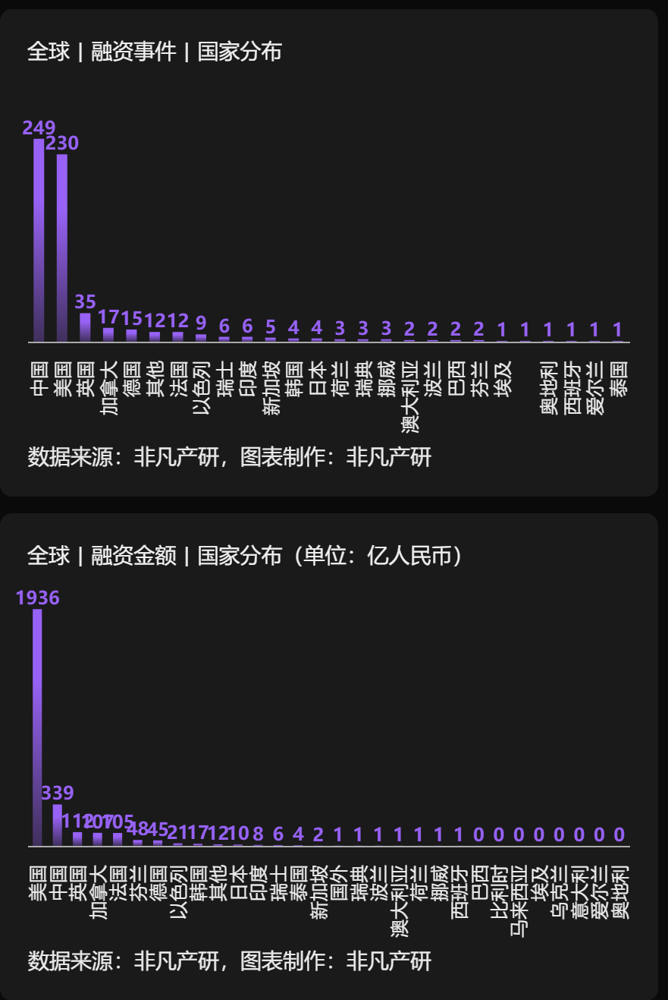 全球 | 融资事件 | 国家分布
249 230 35 17 15 12 12 9 6 6 5 4 4 3 3 3 2 2 2 2 1 1 1 1 1 1
中国 美国 英国 加拿大 德国 其他 法国 以色列 瑞士 印度 新加坡 韩国 日本 荷兰 瑞典 挪威 澳大利亚 波兰 巴西 芬兰 埃及 奥地利 西班牙 爱尔兰 泰国
数据来源：非凡产研，图表制作：非凡产研
全球 | 融资金额 | 国家分布（单位：亿人民币）
1936 339 112 107 105 48 45 21 17 12 10 8 6 4 2 1 1 1 1 1 1 1 0 0 0 0 0 0 0 0
美国 中国 英国 加拿大 法国 芬兰 德国 以色列 韩国 其他 日本 印度 瑞士 泰国 新加坡 国外 瑞典 波兰 澳大利亚 荷兰 挪威 西班牙 巴西 比利时 马来西亚 埃及 乌克兰 意大利 爱尔兰 奥地利
数据来源：非凡产研，图表制作：非凡产研